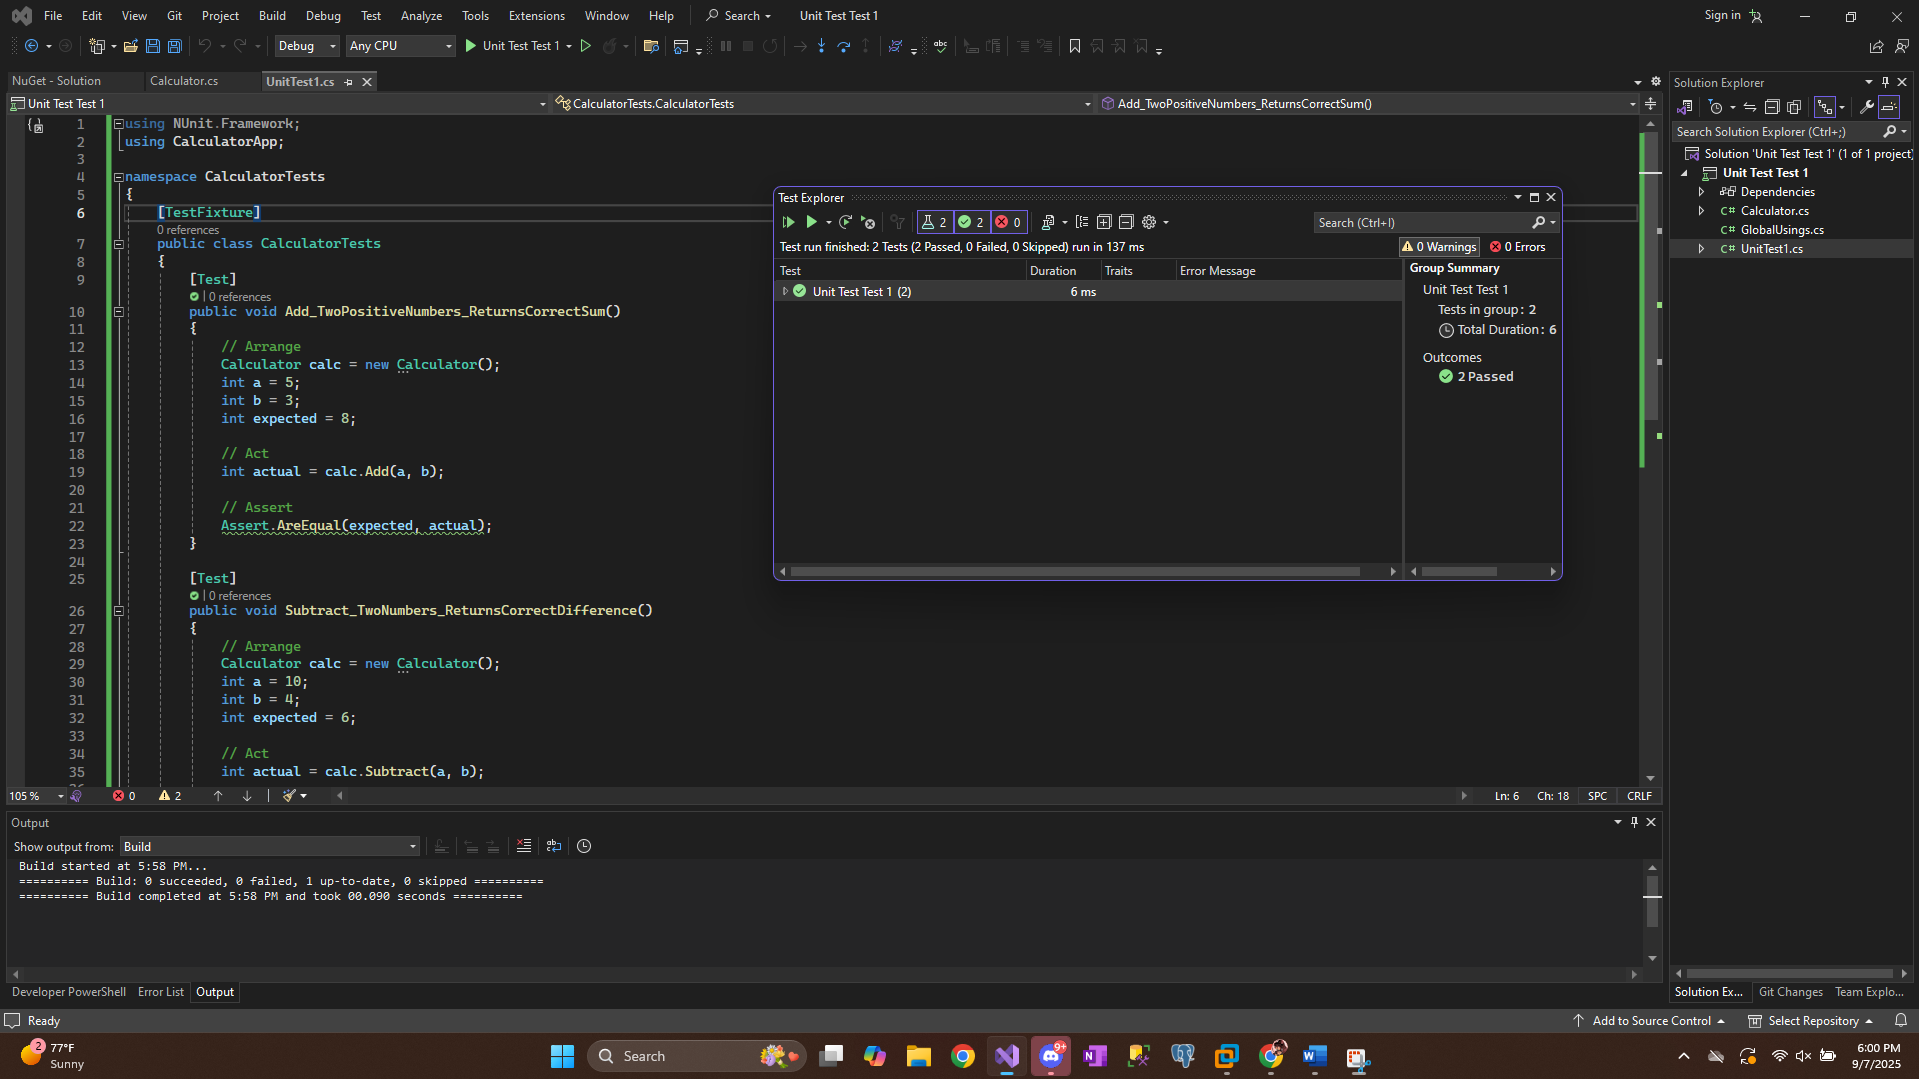 File Edit View Git Project Build Debug Test Analyze Tools Extensions Window Help Search Unit Test Test 1 Sign in
Debug Any CPU Unit Test Test 1
NuGet - Solution Calculator.cs UnitTest1.cs
Unit Test Test 1 CalculatorTests.CalculatorTests Add_TwoPositiveNumbers_ReturnsCorrectSum()
1 using NUnit.Framework;
2 using CalculatorApp;
3
4 namespace CalculatorTests
5 {
6 [TestFixture]
0 references
7 public class CalculatorTests
8 {
9 [Test]
| 0 references
10 public void Add_TwoPositiveNumbers_ReturnsCorrectSum()
11 {
12 // Arrange
13 Calculator calc = new Calculator();
14 int a = 5;
15 int b = 3;
16 int expected = 8;
17
18 // Act
19 int actual = calc.Add(a, b);
20
21 // Assert
22 Assert.AreEqual(expected, actual);
23 }
24
25 [Test]
| 0 references
26 public void Subtract_TwoNumbers_ReturnsCorrectDifference()
27 {
28 // Arrange
29 Calculator calc = new Calculator();
30 int a = 10;
31 int b = 4;
32 int expected = 6;
33
34 // Act
35 int actual = calc.Subtract(a, b);
105 % 0 2 Ln: 6 Ch: 18 SPC CRLF
Test Explorer
2 2 0 Search (Ctrl+I)
Test run finished: 2 Tests (2 Passed, 0 Failed, 0 Skipped) run in 137 ms 0 Warnings 0 Errors
Test Duration Traits Error Message
Unit Test Test 1 (2) 6 ms
Group Summary
Unit Test Test 1
Tests in group: 2
Total Duration: 6
Outcomes
2 Passed
Solution Explorer
Search Solution Explorer (Ctrl+;)
Solution 'Unit Test Test 1' (1 of 1 project)
Unit Test Test 1
Dependencies
C# Calculator.cs
C# GlobalUsings.cs
C# UnitTest1.cs
Output
Show output from: Build
Build started at 5:58 PM...
========== Build: 0 succeeded, 0 failed, 1 up-to-date, 0 skipped ==========
========== Build completed at 5:58 PM and took 00.090 seconds ==========
Developer PowerShell Error List Output
Solution Ex... Git Changes Team Explo...
Ready Add to Source Control Select Repository
2 77°F
Sunny
Search
9+
6:00 PM
9/7/2025